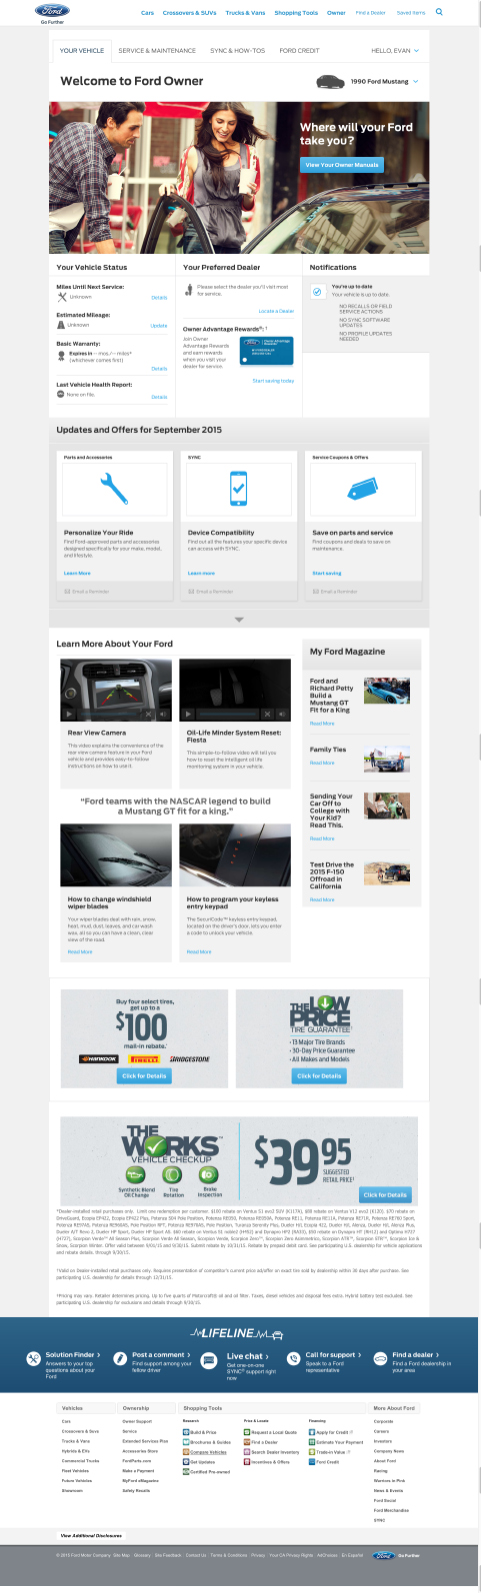 Ford
Go Further
Cars Crossovers & SUVs Trucks & Vans Shopping Tools Owner Find a Dealer Saved Items
YOUR VEHICLE SERVICE & MAINTENANCE SYNC & HOW-TOS FORD CREDIT HELLO, EVAN
Welcome to Ford Owner
1990 Ford Mustang
Where will your Ford
take you?
View Your Owner Manuals
Your Vehicle Status
Miles Until Next Service:
Unknown Details
Estimated Mileage:
Unknown Update
Basic Warranty:
Expires in -- mos./-- miles*
(whichever comes first)
Details
Last Vehicle Health Report:
None on file. Details
Your Preferred Dealer
Please select the dealer you'll visit most
for service.
Locate a Dealer
Owner Advantage Rewards®: †
Join Owner
Advantage Rewards
and earn rewards
when you visit your
dealer for service.
Start saving today
Notifications
You're up to date
Your vehicle is up to date.
NO RECALLS OR FIELD
SERVICE ACTIONS
NO SYNC SOFTWARE
UPDATES
NO PROFILE UPDATES
NEEDED
Updates and Offers for September 2015
Parts and Accessories
Personalize Your Ride
Find Ford-approved parts and accessories
designed specifically for your make, model,
and lifestyle.
Learn More
Email a Reminder
SYNC
Device Compatibility
Find out all the features your specific device
can access with SYNC.
Learn more
Email a Reminder
Service Coupons & Offers
Save on parts and service
Find coupons and deals to save on
maintenance.
Start saving
Email a Reminder
Learn More About Your Ford
Rear View Camera
This video explains the convenience of the
rear view camera feature in your Ford
vehicle and provides easy-to-follow
instructions on how to use it.
Oil-Life Minder System Reset:
Fiesta
This simple-to-follow video will tell you
how to reset the intelligent oil life
monitoring system in your vehicle.
"Ford teams with the NASCAR legend to build
a Mustang GT fit for a king."
How to change windshield
wiper blades
Your wiper blades deal with rain, snow,
heat, mud, dust, leaves, and car wash
wax, all so you can have a clean, clear
view of the road.
Read More
How to program your keyless
entry keypad
The SecuriCode™ keyless entry keypad,
located on the driver's door, lets you enter
a code to unlock your vehicle.
Read More
My Ford Magazine
Ford and
Richard Petty
Build a
Mustang GT
Fit for a King
Read More
Family Ties
Read More
Sending Your
Car Off to
College with
Your Kid?
Read This.
Read More
Test Drive the
2015 F-150
Offroad in
California
Read More
Buy four select tires,
get up to a
$100
mail-in rebate.*
HANKOOK PIRELLI BRIDGESTONE
Click for Details
THE LOW
PRICE
TIRE GUARANTEE†
• 13 Major Tire Brands
• 30-Day Price Guarantee
• All Makes and Models
Click for Details
THE
WORKS™
VEHICLE CHECKUP
Synthetic Blend
Oil Change
Tire
Rotation
Brake
Inspection
$39 95
SUGGESTED
RETAIL PRICE‡
Click for Details
participating U.S. dealership for details through 12/31/15.
participating U.S. dealership for exclusions and details through 9/30/15.
LIFELINE
Solution Finder >
Answers to your top
questions about your
Ford
Post a comment >
Find support among your
fellow driver
Live chat >
Get one-on-one
SYNC® support right
now
Call for support >
Speak to a Ford
representative
Find a dealer >
Find a Ford dealership in
your area
Vehicles
Cars
Crossovers & Suvs
Trucks & Vans
Hybrids & EVs
Commercial Trucks
Fleet Vehicles
Future Vehicles
Showroom
Ownership
Owner Support
Service
Extended Services Plan
Accessories Store
FordParts.com
Make a Payment
MyFord eMagazine
Safety Recalls
Shopping Tools
Research
Build & Price
Brochures & Guides
Compare Vehicles
Get Updates
Certified Pre-owned
Price & Locate
Request a Local Quote
Find a Dealer
Search Dealer Inventory
Incentives & Offers
Financing
Apply for Credit
Estimate Your Payment
Trade-in Value
Ford Credit
More About Ford
Corporate
Careers
Investors
Company News
About Ford
Racing
Warriors in Pink
News & Events
Ford Social
Ford Merchandise
SYNC
View Additional Disclosures
© 2015 Ford Motor Company Site Map Glossary Site Feedback Contact Us Terms & Conditions Privacy Your CA Privacy Rights AdChoices En Español Ford Go Further